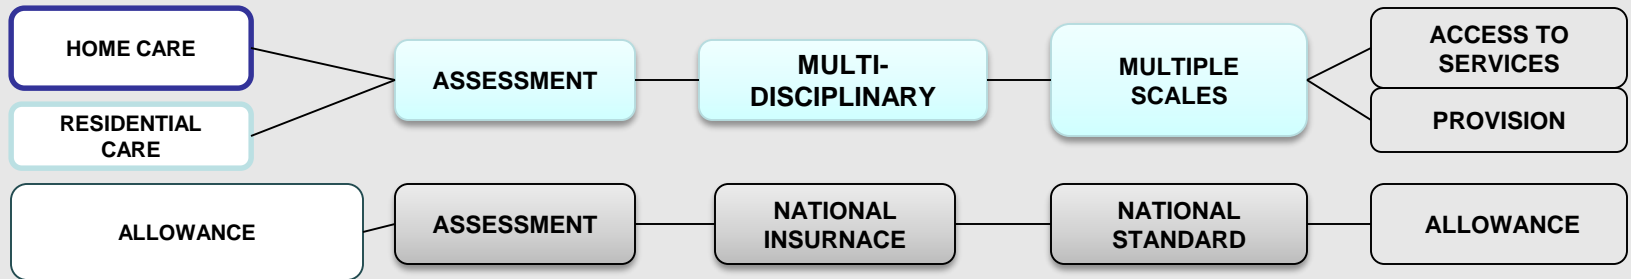 HOME CARE
RESIDENTIAL
CARE
ASSESSMENT
MULTI-
DISCIPLINARY
MULTIPLE
SCALES
ACCESS TO
SERVICES
PROVISION
ALLOWANCE
ASSESSMENT
NATIONAL
INSURNACE
NATIONAL
STANDARD
ALLOWANCE